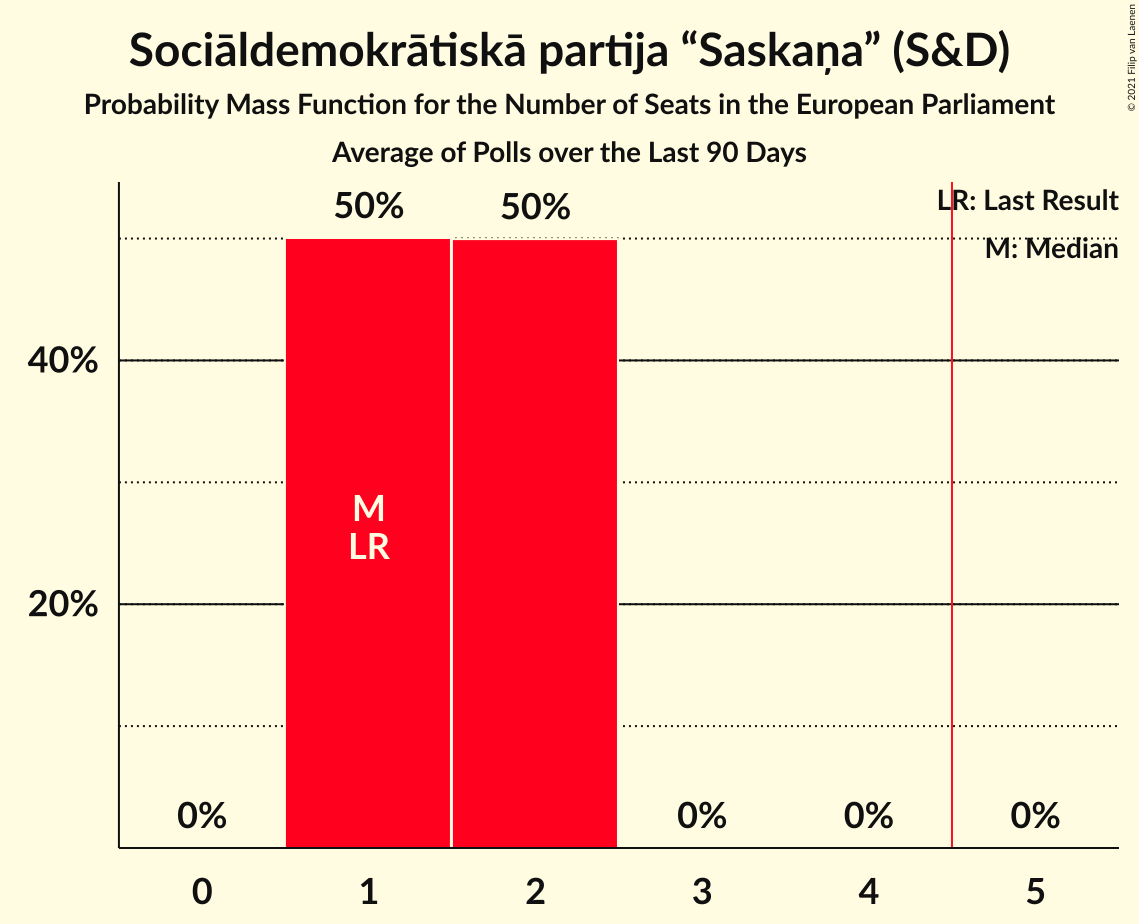 Sociāldemokrātiskā partija “Saskaņa” (S&D)
Probability Mass Function for the Number of Seats in the European Parliament
Average of Polls over the Last 90 Days
© 2021 Filip van Laenen
LR: Last Result
M: Median
50%
50%
40%
20%
M
LR
0%
0%
0%
0%
0
1
2
3
4
5